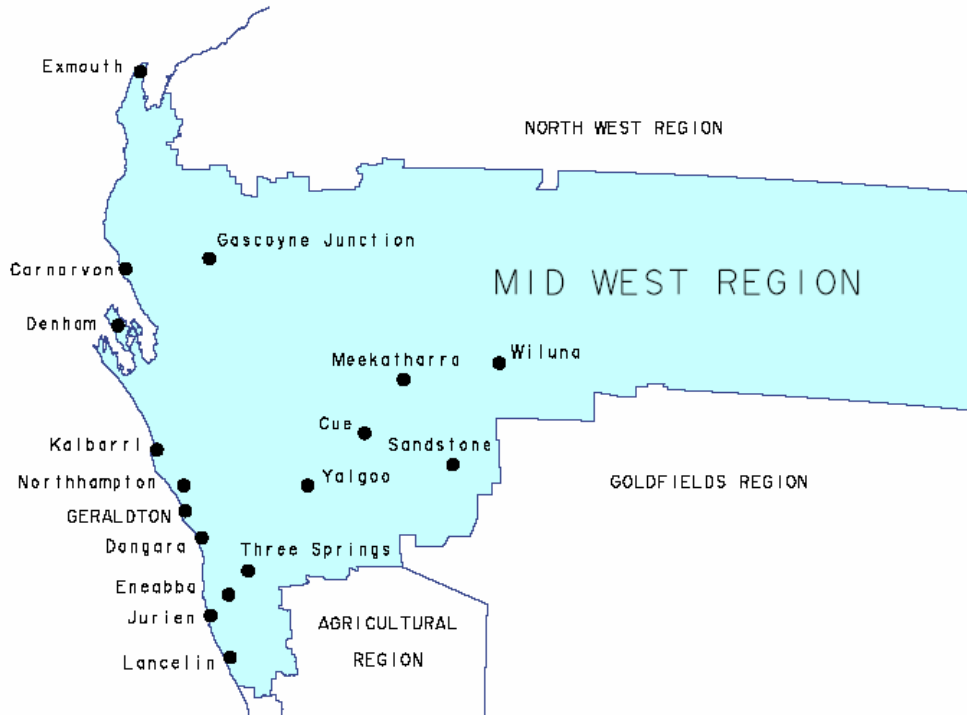 Exmouth
NORTH WEST REGION
Gascoyne Junction
Carnarvon
MID WEST REGION
Denham
Wiluna
Meekatharra
Cue
Sandstone
Kalbarri
Northhampton
Yalgoo
GOLDFIELDS REGION
GERALDTON
Dongara
Three Springs
Eneabba
Jurien
AGRICULTURAL
REGION
Lancelin